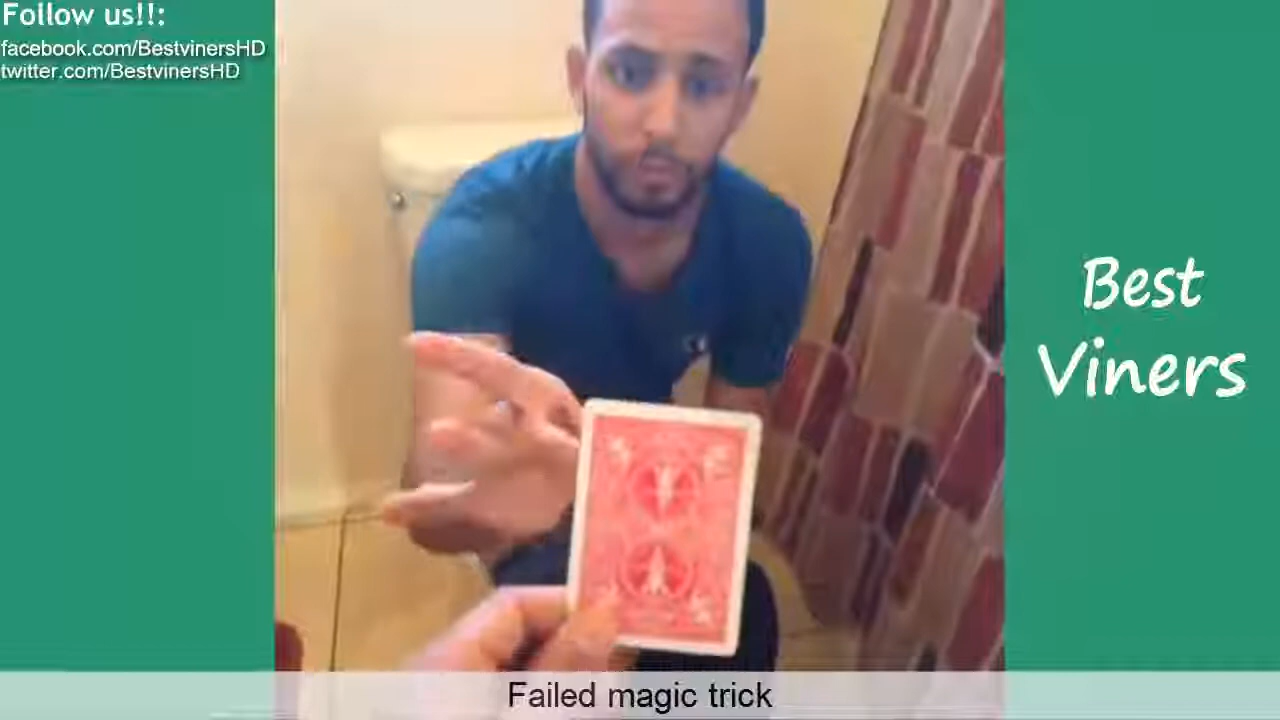 Follow us!!:
facebook.com/BestvinersHD
twitter.com/BestvinersHD
Best
Viners
Failed magic trick